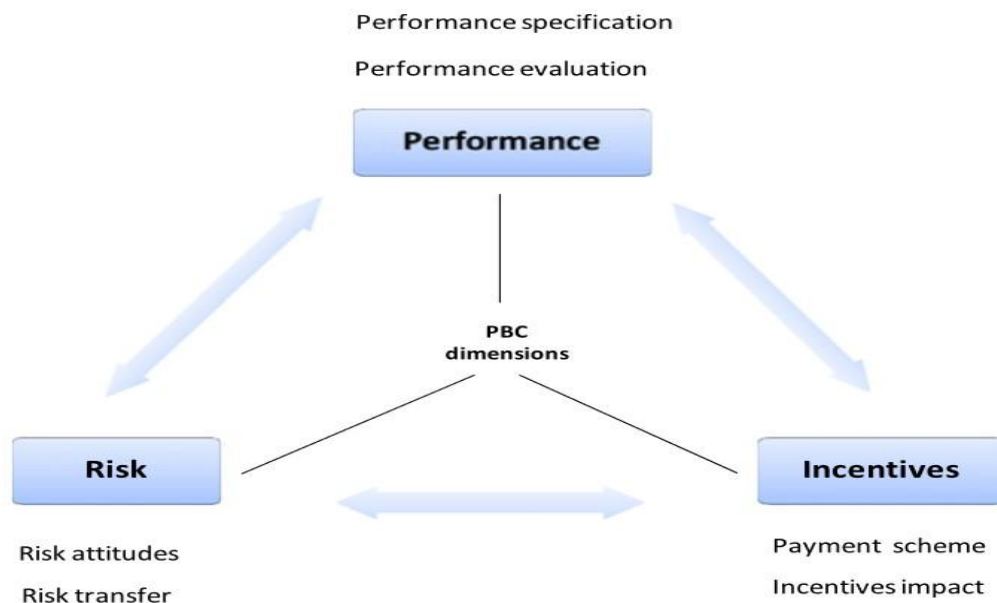 Performance specification
Performance evaluation
Performance
PBC
dimensions
Risk
Incentives
Risk attitudes
Risk transfer
Payment scheme
Incentives impact